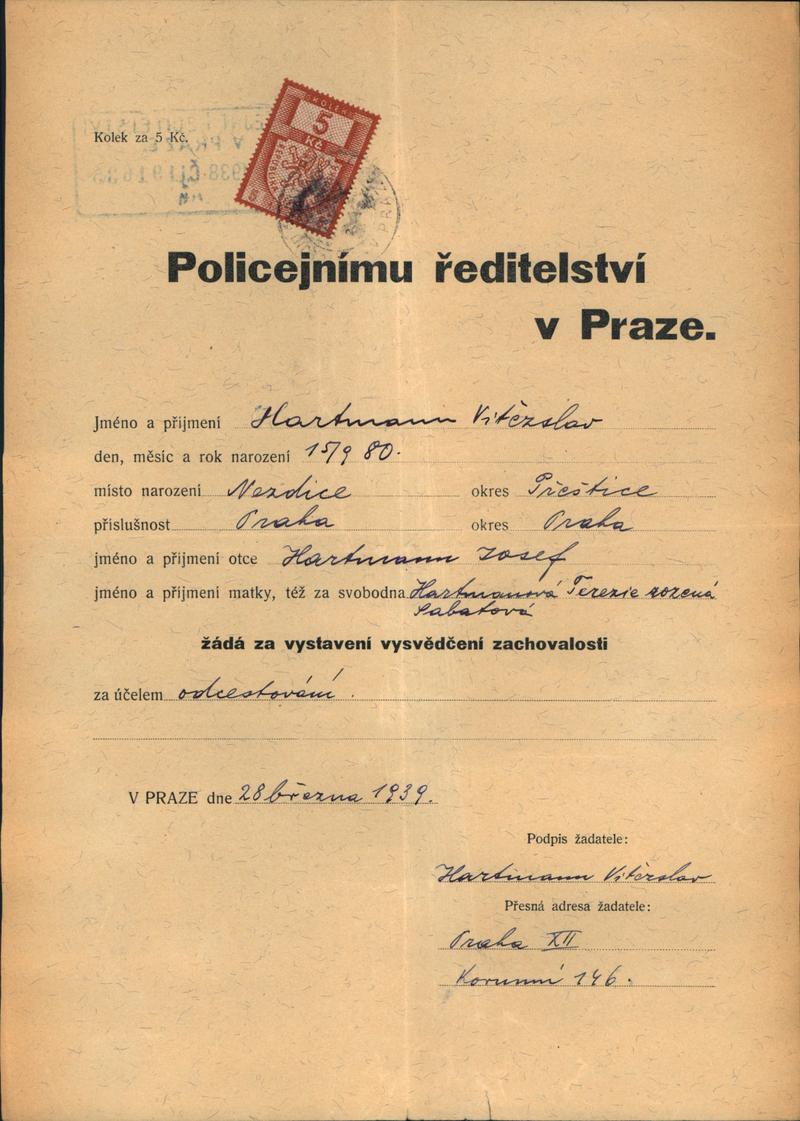 Kolek za 5 Kč.
KOLEK
5
Kč
5
Policejnímu ředitelství
v Praze.
Jméno a příjmení Hartmann Vítězslav
den, měsíc a rok narození 15/9 80.
místo narození Nezdice okres Přeštice
příslušnost Praha okres Praha
jméno a příjmení otce Hartmann Josef
jméno a příjmení matky, též za svobodna Hartmanová Terezie rozená
Sabatová
žádá za vystavení vysvědčení zachovalosti
za účelem odcestování.
V PRAZE dne 28 března 1939.
Podpis žadatele:
Hartmann Vítězslav
Přesná adresa žadatele:
Praha XII
Korunní 146.